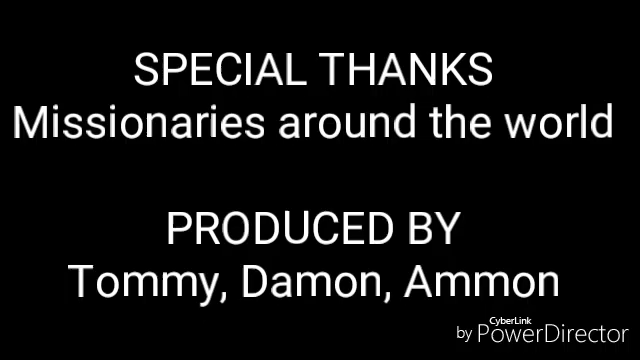 SPECIAL THANKS
Missionaries around the world
PRODUCED BY
Tommy, Damon, Ammon
CyberLink
by PowerDirector